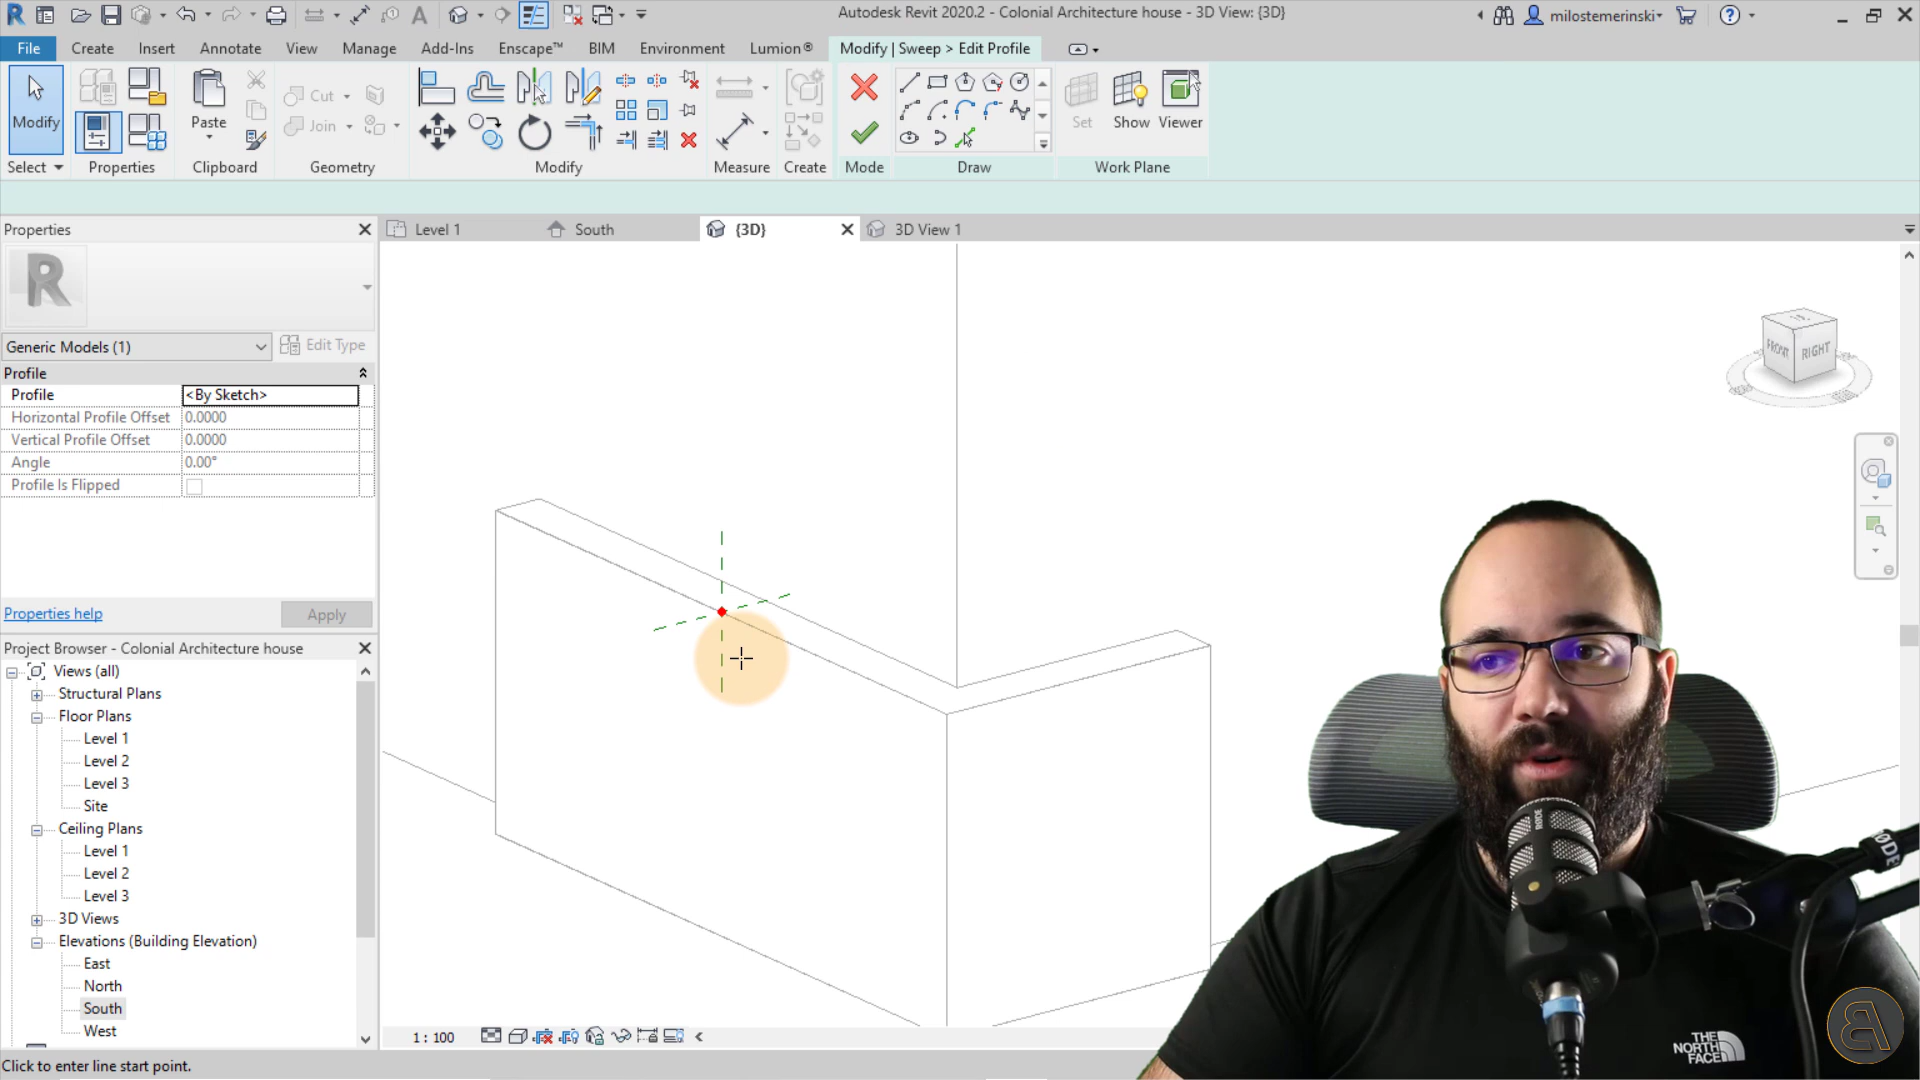 Autodesk Revit 2020.2 - Colonial Architecture house - 3D View: {3D}
milostemerinski
File Create Insert Annotate View Manage Add-Ins Enscape™ BIM Environment Lumion® Modify | Sweep > Edit Profile
Modify Paste Cut Join Set Show Viewer
Select Properties Clipboard Geometry Modify Measure Create Mode Draw Work Plane
Properties
Level 1 South {3D} 3D View 1
R
Generic Models (1) Edit Type
Profile
Profile <By Sketch>
Horizontal Profile Offset 0.0000
Vertical Profile Offset 0.0000
Angle 0.00°
Profile Is Flipped
FRONT RIGHT
Properties help Apply
Project Browser - Colonial Architecture house
Views (all)
Structural Plans
Floor Plans
Level 1
Level 2
Level 3
Site
Ceiling Plans
Level 1
Level 2
Level 3
3D Views
Elevations (Building Elevation)
East
North
South
West
1 : 100
Click to enter line start point.
RØDE
RØDE
THE
NORTH
FACE